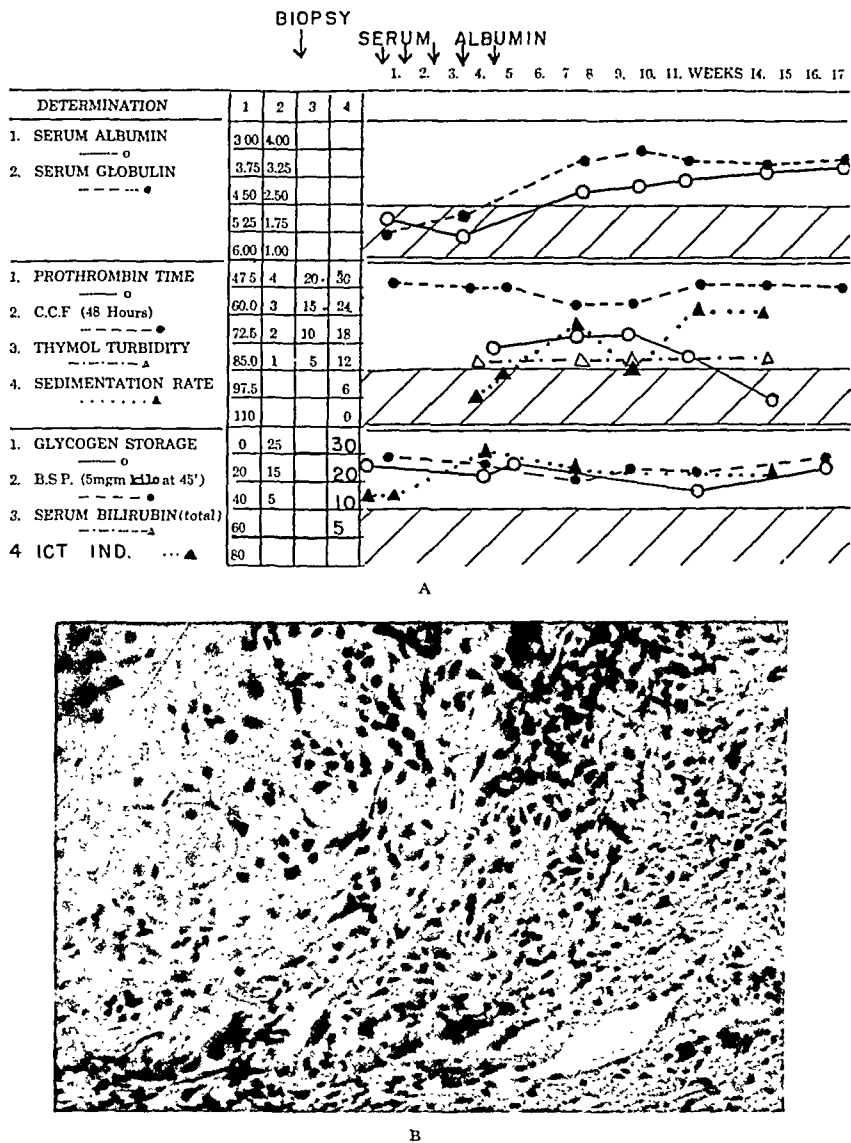 BIOPSY
SERUM ALBUMIN
1. 2. 3. 4. 5 6. 7 8. 9. 10. 11. WEEKS 14. 15 16. 17
DETERMINATION 1 2 3 4
1. SERUM ALBUMIN 3 00 4.00
2. SERUM GLOBULIN 3.75 3.25
4 50 2.50
5 25 1.75
6.00 1.00
1. PROTHROMBIN TIME 47 5 4 20 30
2. C.C.F (48 Hours) 60.0 3 15 24
72.5 2 10 18
3. THYMOL TURBIDITY 85.0 1 5 12
4. SEDIMENTATION RATE 97.5 6
110 0
1. GLYCOGEN STORAGE 0 25 30
2. B.S.P. (5mgm kilo at 45') 20 15 20
40 5 10
3. SERUM BILIRUBIN (total) 60 5
4 ICT IND. 80
A
B